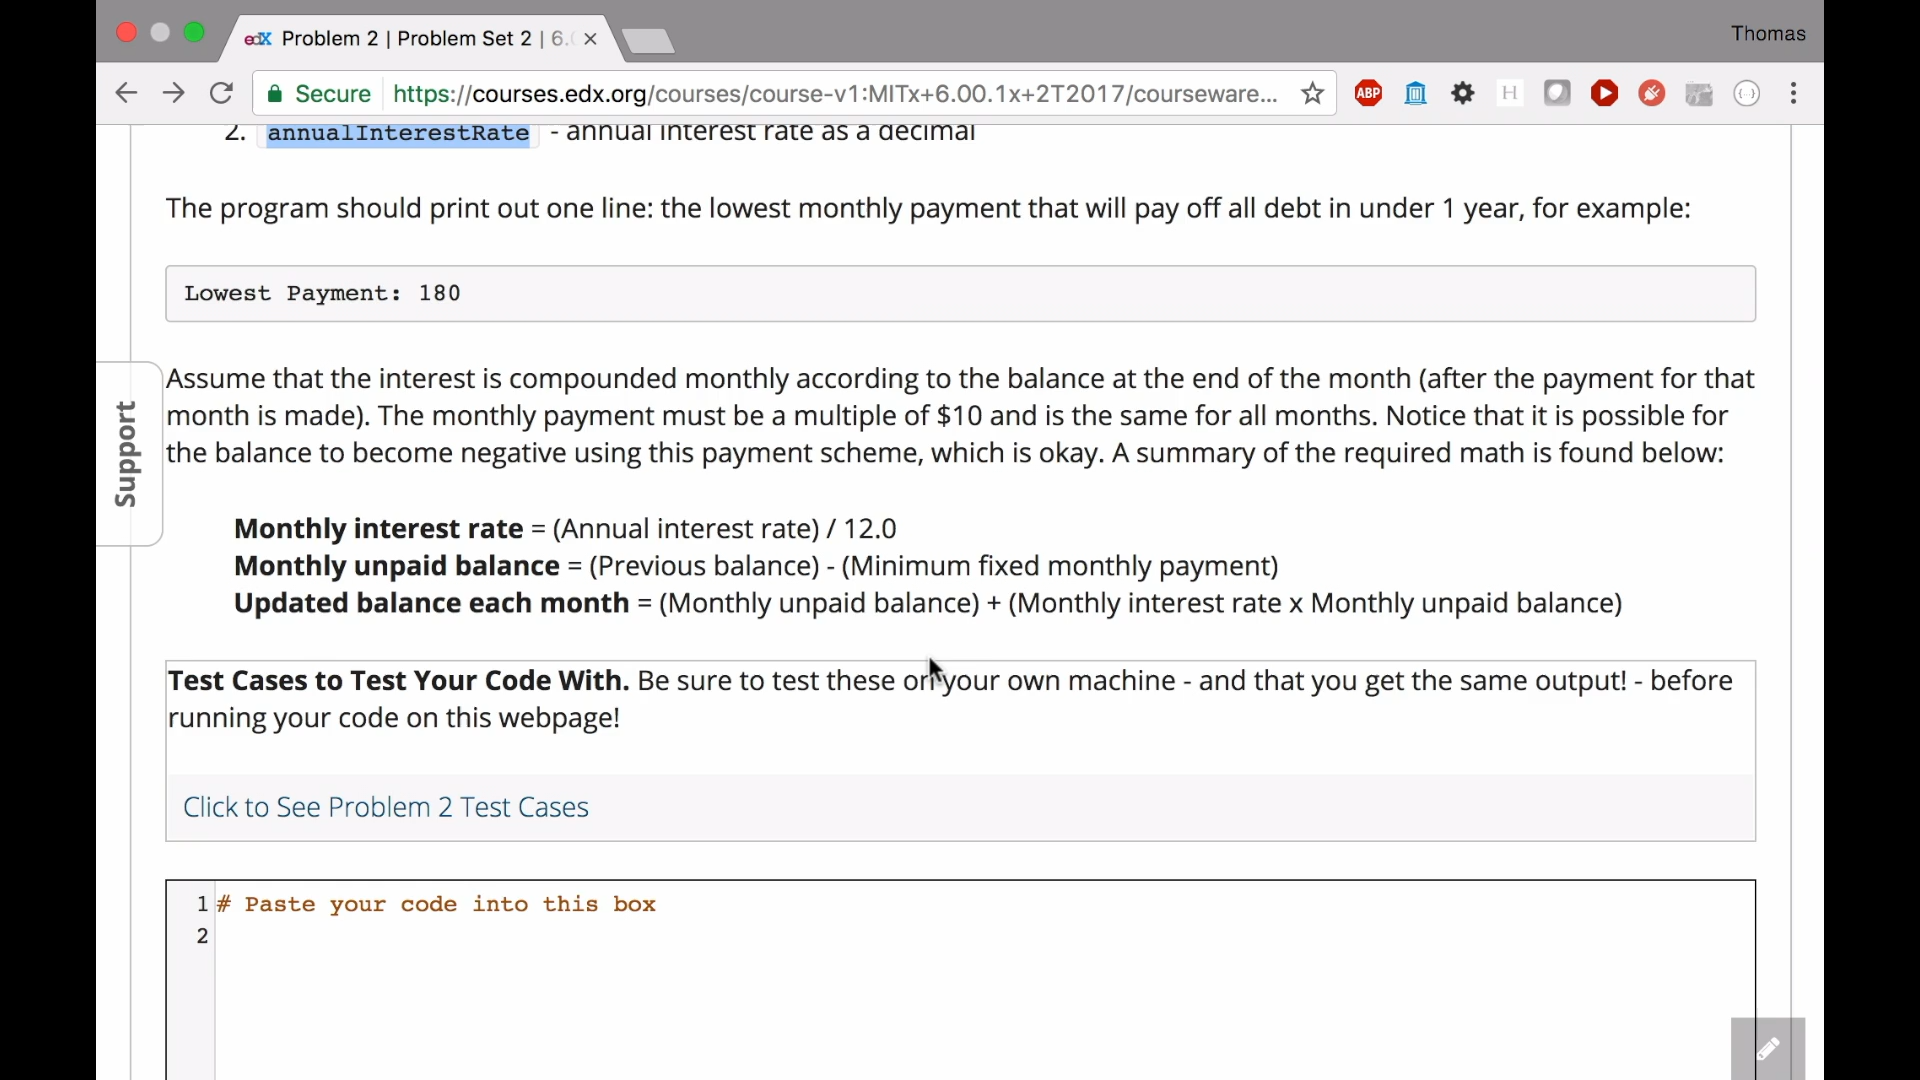 edX Problem 2 | Problem Set 2 | 6.
Thomas
Secure https://courses.edx.org/courses/course-v1:MITx+6.00.1x+2T2017/courseware...
ABP
H
2. annualInterestRate - annual interest rate as a decimal
The program should print out one line: the lowest monthly payment that will pay off all debt in under 1 year, for example:
Lowest Payment: 180
Support
Assume that the interest is compounded monthly according to the balance at the end of the month (after the payment for that
month is made). The monthly payment must be a multiple of $10 and is the same for all months. Notice that it is possible for
the balance to become negative using this payment scheme, which is okay. A summary of the required math is found below:
Monthly interest rate = (Annual interest rate) / 12.0
Monthly unpaid balance = (Previous balance) - (Minimum fixed monthly payment)
Updated balance each month = (Monthly unpaid balance) + (Monthly interest rate x Monthly unpaid balance)
Test Cases to Test Your Code With. Be sure to test these on your own machine - and that you get the same output! - before
running your code on this webpage!
Click to See Problem 2 Test Cases
1 # Paste your code into this box
2